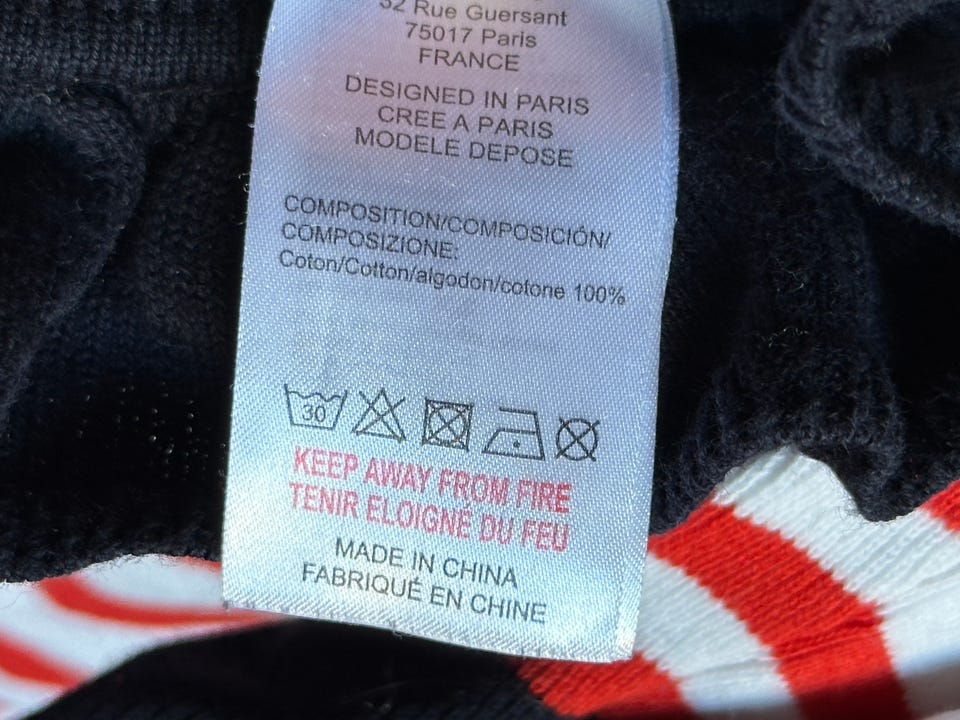 32 Rue Guersant
75017 Paris
FRANCE
DESIGNED IN PARIS
CREE A PARIS
MODELE DEPOSE
COMPOSITION/COMPOSICIÓN/
COMPOSIZIONE:
Coton/Cotton/algodon/cotone 100%
30
KEEP AWAY FROM FIRE
TENIR ELOIGNÉ DU FEU
MADE IN CHINA
FABRIQUÉ EN CHINE